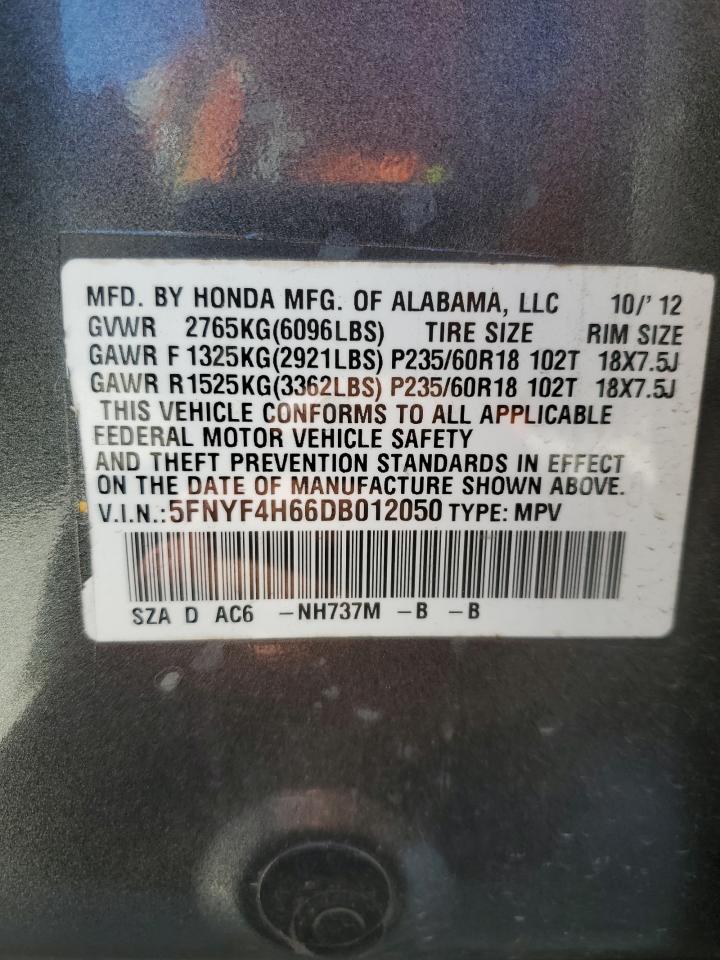 MFD. BY HONDA MFG. OF ALABAMA, LLC 10/'12
GVWR 2765KG(6096LBS) TIRE SIZE RIM SIZE
GAWR F 1325KG(2921LBS) P235/60R18 102T 18X7.5J
GAWR R1525KG(3362LBS) P235/60R18 102T 18X7.5J
THIS VEHICLE CONFORMS TO ALL APPLICABLE
FEDERAL MOTOR VEHICLE SAFETY
AND THEFT PREVENTION STANDARDS IN EFFECT
ON THE DATE OF MANUFACTURE SHOWN ABOVE.
V.I.N.:5FNYF4H66DB012050 TYPE: MPV
SZA D AC6 -NH737M -B -B